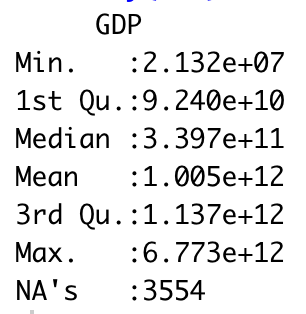 GDP
Min.   :2.132e+07
1st Qu.:9.240e+10
Median :3.397e+11
Mean   :1.005e+12
3rd Qu.:1.137e+12
Max.   :6.773e+12
NA's   :3554